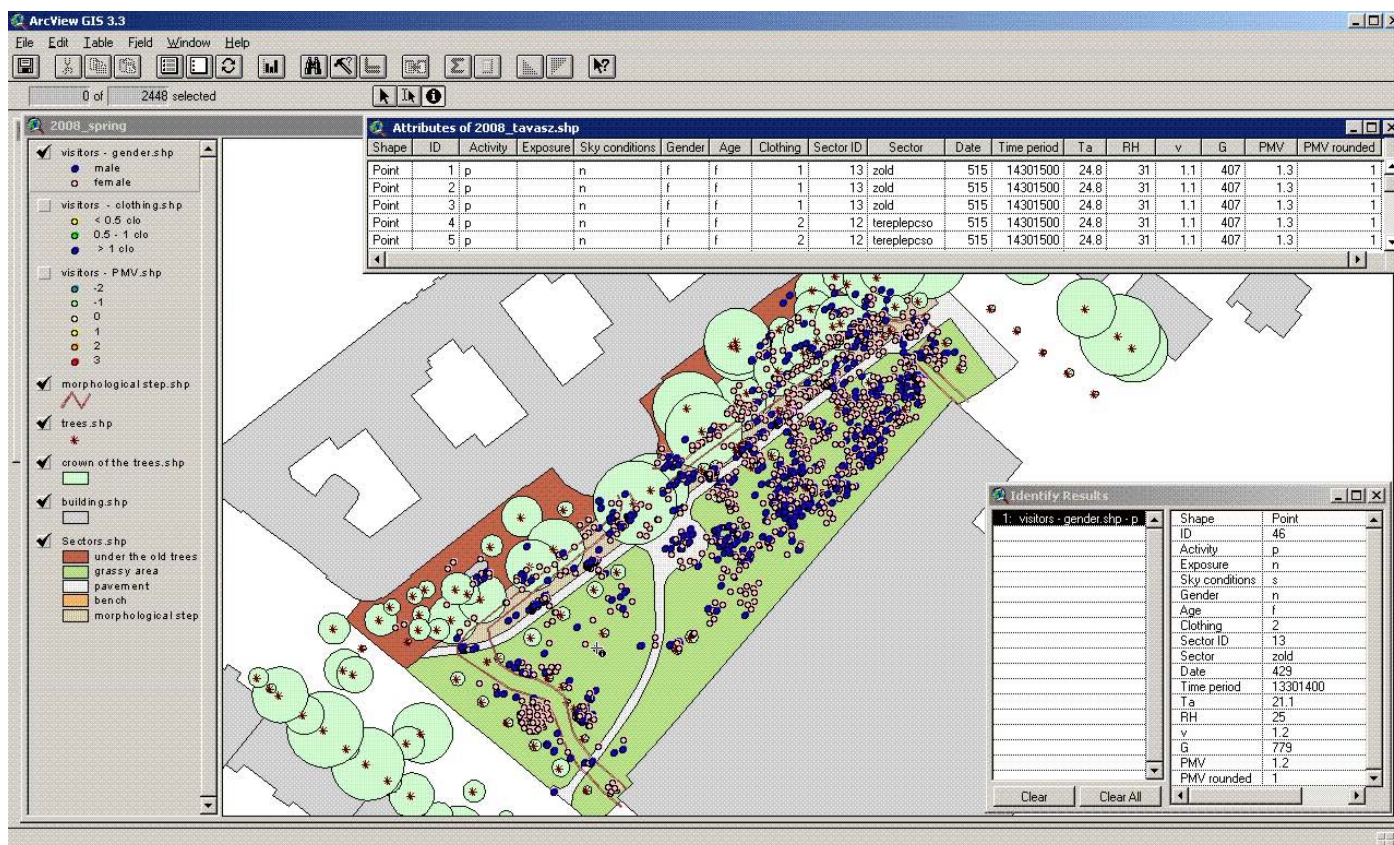 ArcView GIS 3.3
File Edit Table Field Window Help
0 of 2448 selected
2008_spring
visitors - gender.shp
male
female
visitors - clothing.shp
< 0.5 clo
0.5 - 1 clo
> 1 clo
visitors - PMV.shp
-2
-1
0
1
2
3
morphological step.shp
trees.shp
crown of the trees.shp
building.shp
Sectors.shp
under the old trees
grassy area
pavement
bench
morphological step
Attributes of 2008_tavasz.shp
Shape ID Activity Exposure Sky conditions Gender Age Clothing Sector ID Sector Date Time period Ta RH v G PMV PMV rounded
Point 1 p n f f 1 13 zold 515 14301500 24.8 31 1.1 407 1.3 1
Point 2 p n f f 1 13 zold 515 14301500 24.8 31 1.1 407 1.3 1
Point 3 p n f f 1 13 zold 515 14301500 24.8 31 1.1 407 1.3 1
Point 4 p n f f 2 12 tereplepcso 515 14301500 24.8 31 1.1 407 1.3 1
Point 5 p n f f 2 12 tereplepcso 515 14301500 24.8 31 1.1 407 1.3 1
Identify Results
1: visitors - gender.shp - p
Shape Point
ID 46
Activity p
Exposure n
Sky conditions s
Gender n
Age f
Clothing 2
Sector ID 13
Sector zold
Date 429
Time period 13301400
Ta 21.1
RH 25
v 1.2
G 779
PMV 1.2
PMV rounded 1
Clear Clear All